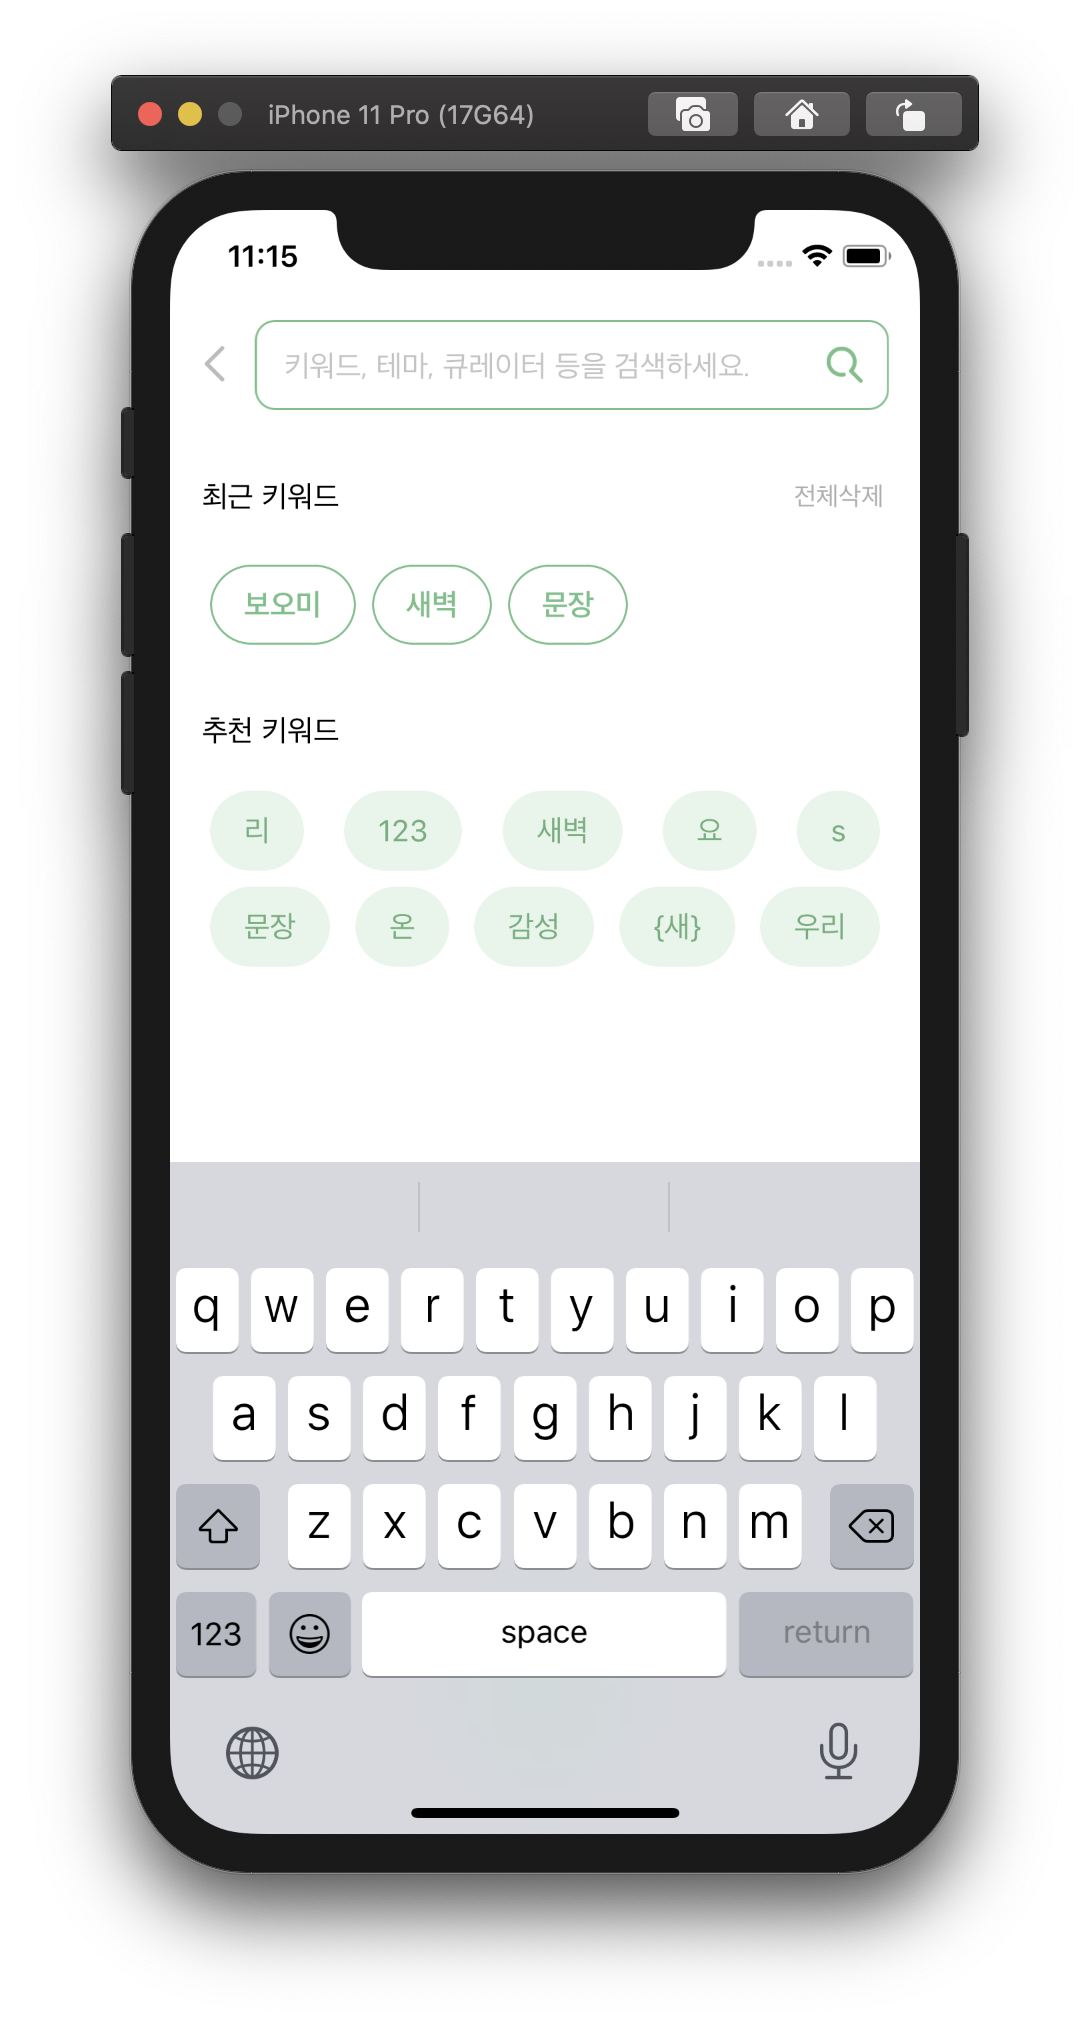 iPhone 11 Pro (17G64)
11:15
키워드, 테마, 큐레이터 등을 검색하세요.
최근 키워드 전체삭제
보오미 새벽 문장
추천 키워드
리 123 새벽 요 s
문장 온 감성 {새} 우리
q w e r t y u i o p
a s d f g h j k l
z x c v b n m
123 space return